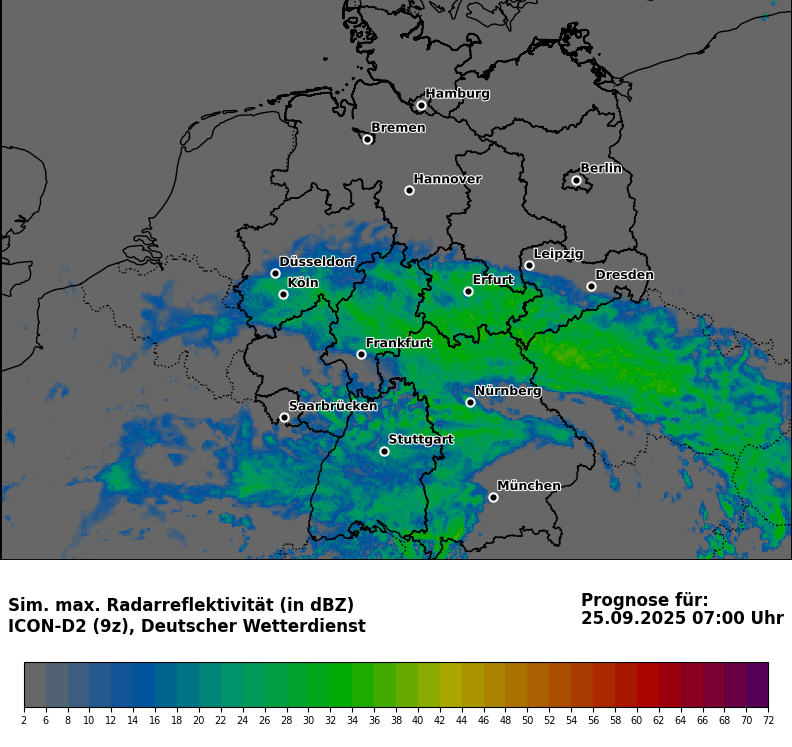 Hamburg
Bremen
Berlin
Hannover
Leipzig
Düsseldorf
Dresden
Erfurt
Köln
Frankfurt
Nürnberg
Saarbrücken
Stuttgart
München
Sim. max. Radarreflektivität (in dBZ)
ICON-D2 (9z), Deutscher Wetterdienst
Prognose für:
25.09.2025 07:00 Uhr
2 6 8 10 12 14 16 18 20 22 24 26 28 30 32 34 36 38 40 42 44 46 48 50 52 54 56 58 60 62 64 66 68 70 72